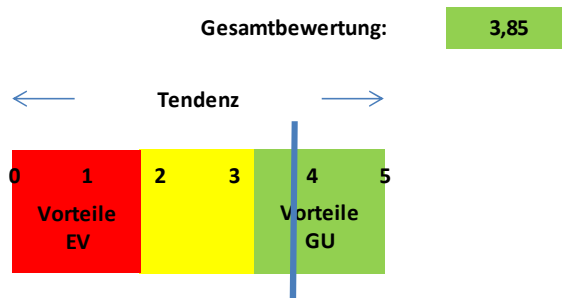 Gesamtbewertung: 3,85
Tendenz
0 1 2 3 4 5
Vorteile EV
Vorteile GU